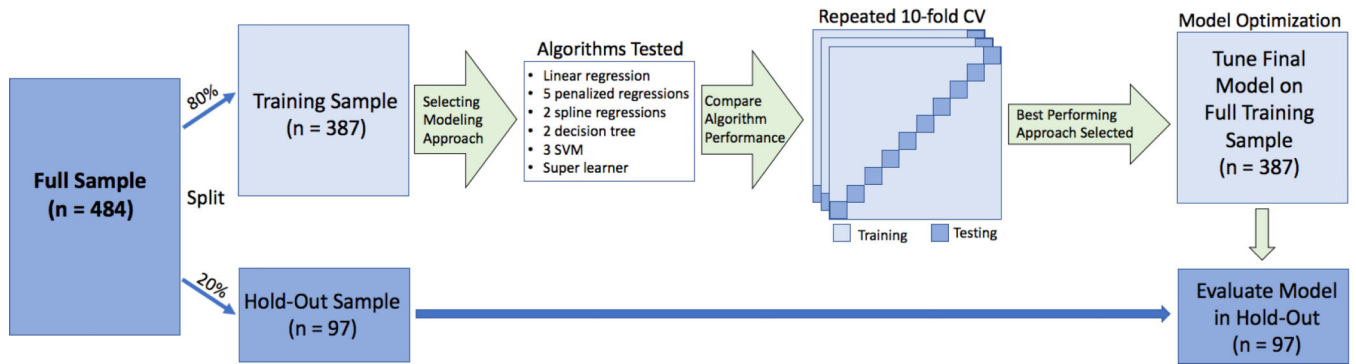 Full Sample
(n = 484)
80%
Split
20%
Training Sample
(n = 387)
Hold-Out Sample
(n = 97)
Selecting
Modeling
Approach
Algorithms Tested
• Linear regression
• 5 penalized regressions
• 2 spline regressions
• 2 decision tree
• 3 SVM
• Super learner
Compare
Algorithm
Performance
Repeated 10-fold CV
Training
Testing
Best Performing
Approach Selected
Model Optimization
Tune Final
Model on
Full Training
Sample
(n = 387)
Evaluate Model
in Hold-Out
(n = 97)